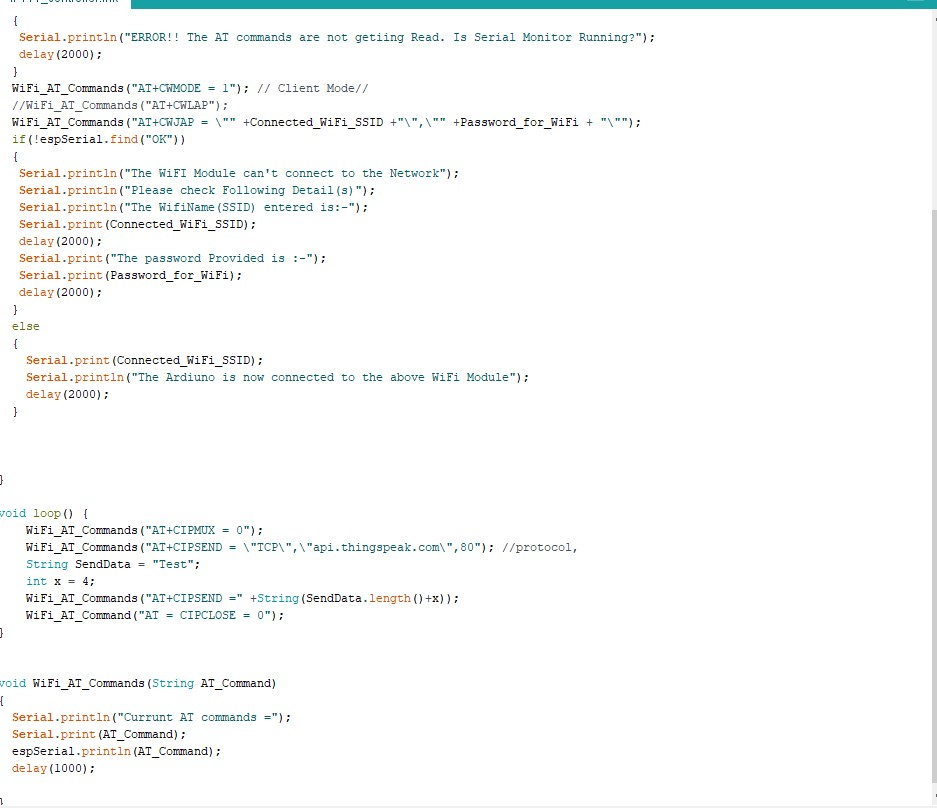 {
Serial.println("ERROR!! The AT commands are not getiing Read. Is Serial Monitor Running?");
delay(2000);
}
WiFi_AT_Commands("AT+CWMODE = 1"); // Client Mode//
//WiFi_AT_Commands("AT+CWLAP");
WiFi_AT_Commands("AT+CWJAP = \"" +Connected_WiFi_SSID +"\",\"" +Password_for_WiFi + "\"");
if(!espSerial.find("OK"))
{
Serial.println("The WiFI Module can't connect to the Network");
Serial.println("Please check Following Detail(s)");
Serial.println("The WifiName(SSID) entered is:-");
Serial.print(Connected_WiFi_SSID);
delay(2000);
Serial.print("The password Provided is :-");
Serial.print(Password_for_WiFi);
delay(2000);
}
else
{
Serial.print(Connected_WiFi_SSID);
Serial.println("The Ardiuno is now connected to the above WiFi Module");
delay(2000);
}
}
void loop() {
WiFi_AT_Commands("AT+CIPMUX = 0");
WiFi_AT_Commands("AT+CIPSEND = \"TCP\",\"api.thingspeak.com\",80"); //protocol,
String SendData = "Test";
int x = 4;
WiFi_AT_Commands("AT+CIPSEND =" +String(SendData.length()+x));
WiFi_AT_Command("AT = CIPCLOSE = 0");
}
void WiFi_AT_Commands(String AT_Command)
{
Serial.println("Currunt AT commands =");
Serial.print(AT_Command);
espSerial.println(AT_Command);
delay(1000);
}